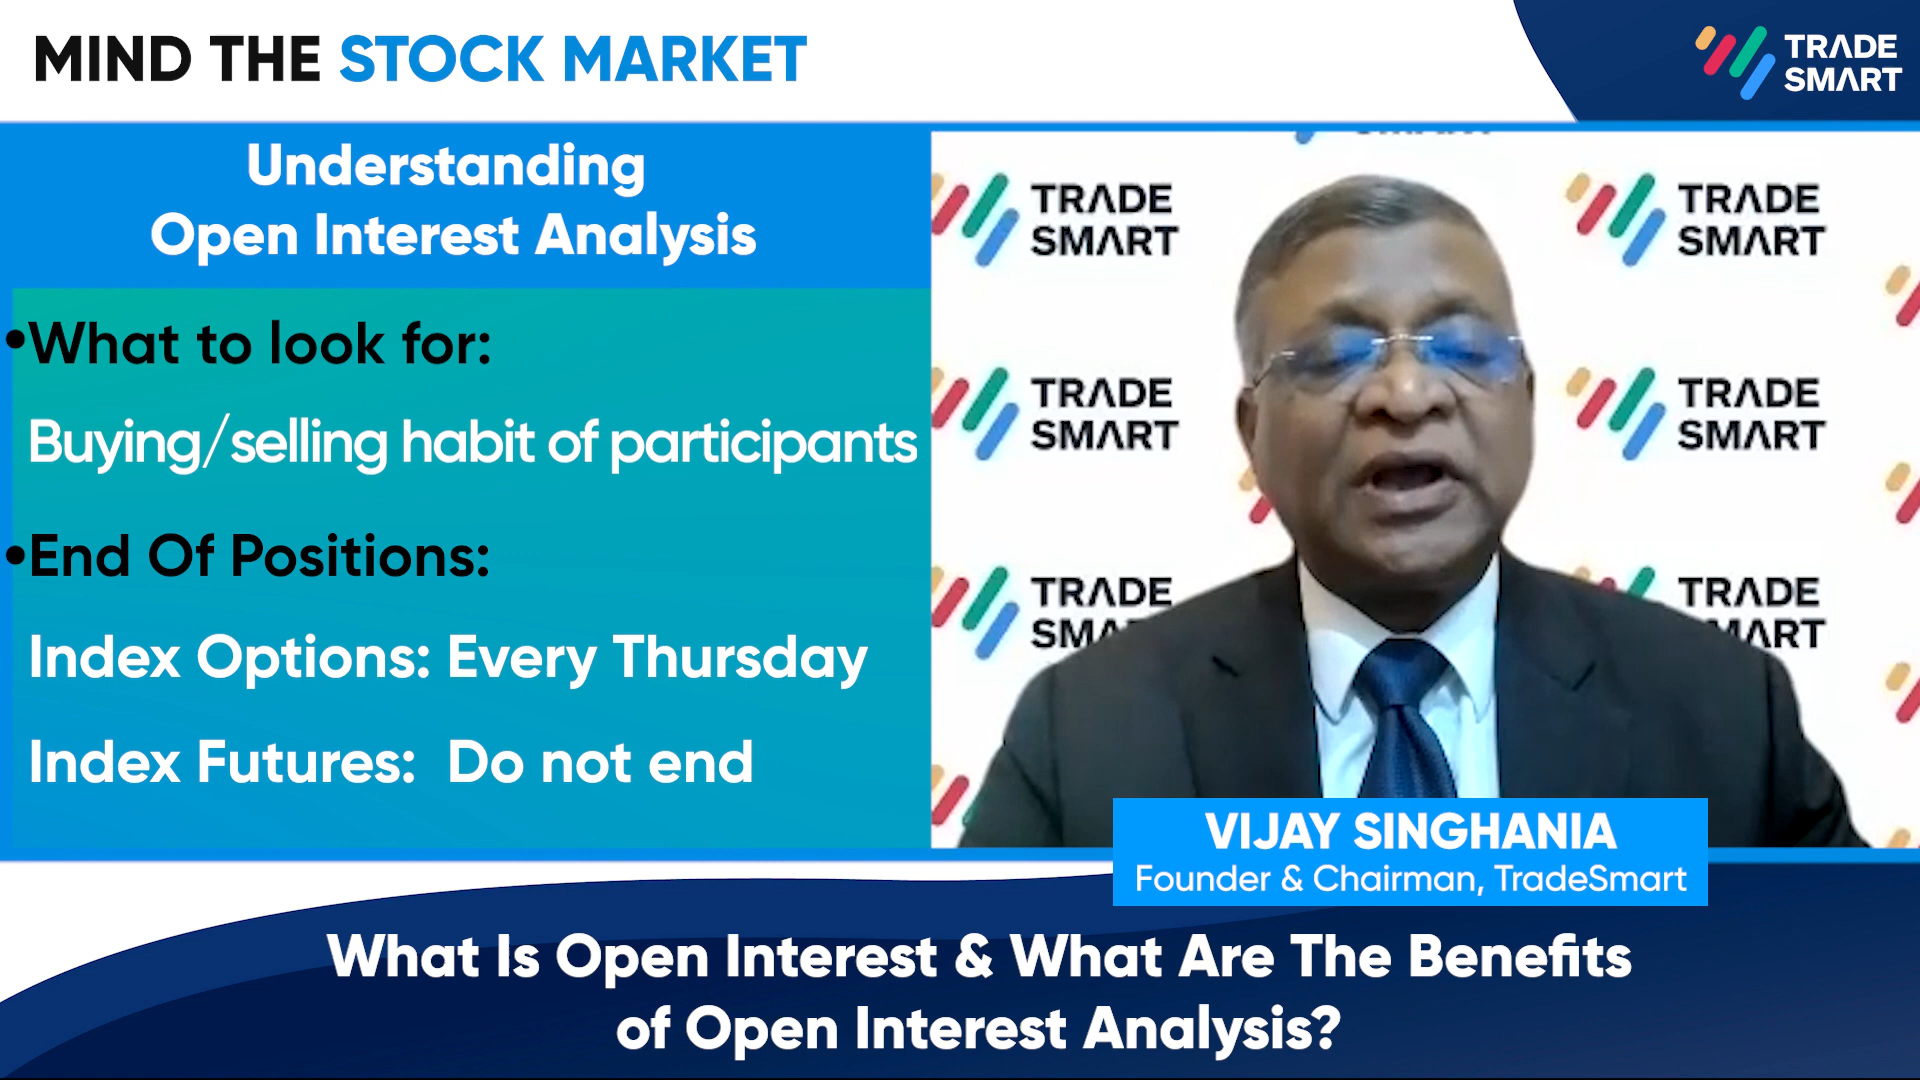 MIND THE STOCK MARKET
TRADE
SMART
Understanding
Open Interest Analysis
•What to look for:
Buying/selling habit of participants
•End Of Positions:
Index Options: Every Thursday
Index Futures: Do not end
TRADE
SMART
TRADE
SMART
TRADE
SMART
TRADE
SMART
TRADE
SMART
TRADE
SMART
VIJAY SINGHANIA
Founder & Chairman, TradeSmart
What Is Open Interest & What Are The Benefits
of Open Interest Analysis?